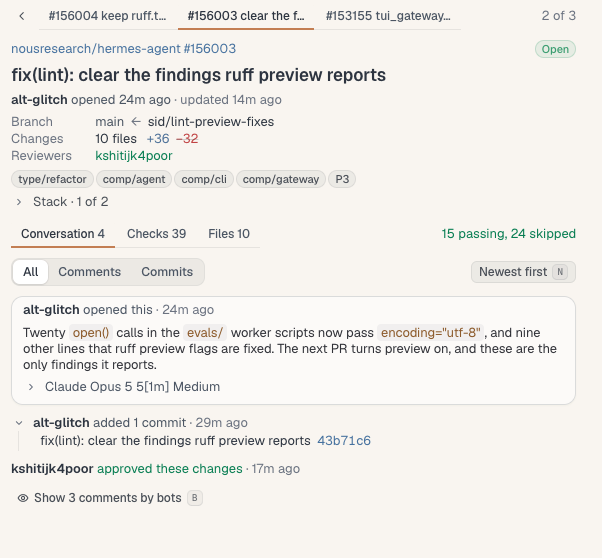 #156004 keep ruff.t...
#156003 clear the f...
#153155 tui_gateway...
2 of 3
nousresearch/hermes-agent #156003
Open
fix(lint): clear the findings ruff preview reports
alt-glitch opened 24m ago · updated 14m ago
Branch main ← sid/lint-preview-fixes
Changes 10 files +36 −32
Reviewers kshitijk4poor
type/refactor comp/agent comp/cli comp/gateway P3
Stack · 1 of 2
Conversation 4 Checks 39 Files 10 15 passing, 24 skipped
All Comments Commits Newest first N
alt-glitch opened this · 24m ago
Twenty open() calls in the evals/ worker scripts now pass encoding="utf-8", and nine
other lines that ruff preview flags are fixed. The next PR turns preview on, and these are the
only findings it reports.
Claude Opus 5 5[1m] Medium
alt-glitch added 1 commit · 29m ago
fix(lint): clear the findings ruff preview reports 43b71c6
kshitijk4poor approved these changes · 17m ago
Show 3 comments by bots B